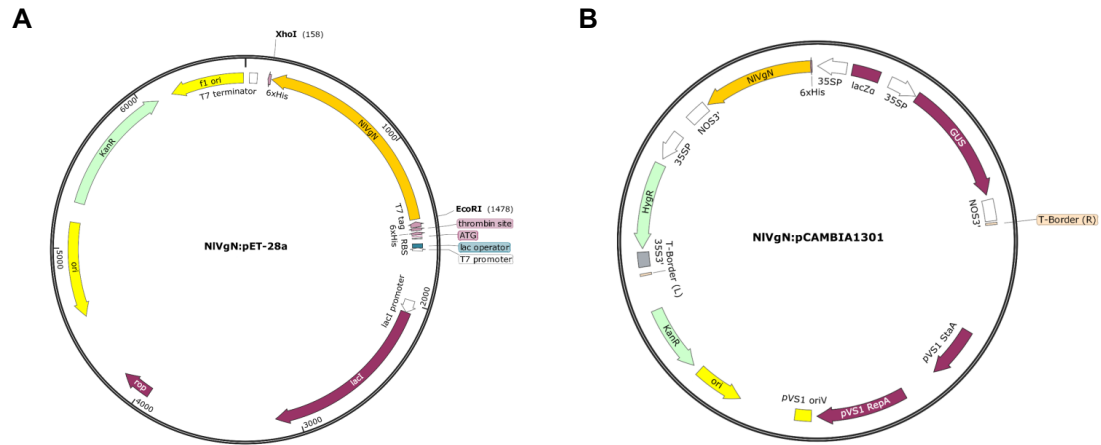 A
XhoI (158)
f1 ori
T7 terminator
6xHis
NlVgN
1000
6000
KanR
EcoRI (1478)
T7 tag
thrombin site
6xHis
ATG
RBS
lac operator
T7 promoter
NlVgN:pET-28a
5000
ori
lacI promoter
2000
lacI
rop
4000
3000
B
NlVgN
6xHis
35SP
lacZα
35SP
GUS
NOS3'
35SP
NOS3'
T-Border (R)
HygR
35S3'
T-Border (L)
NlVgN:pCAMBIA1301
KanR
ori
pVS1 StaA
pVS1 oriV
pVS1 RepA